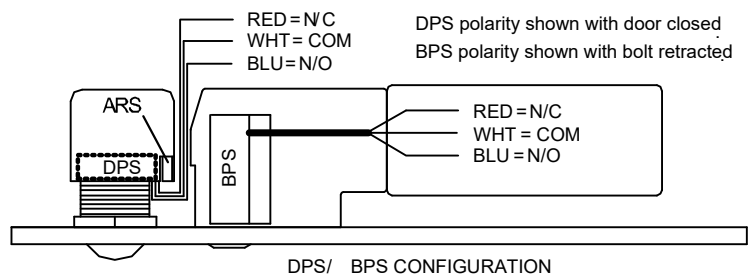 RED=N/C
WHT=COM
BLU=N/O
DPS polarity shown with door closed
BPS polarity shown with bolt retracted
ARS
DPS
BPS
RED=N/C
WHT=COM
BLU=N/O
DPS/ BPS CONFIGURATION